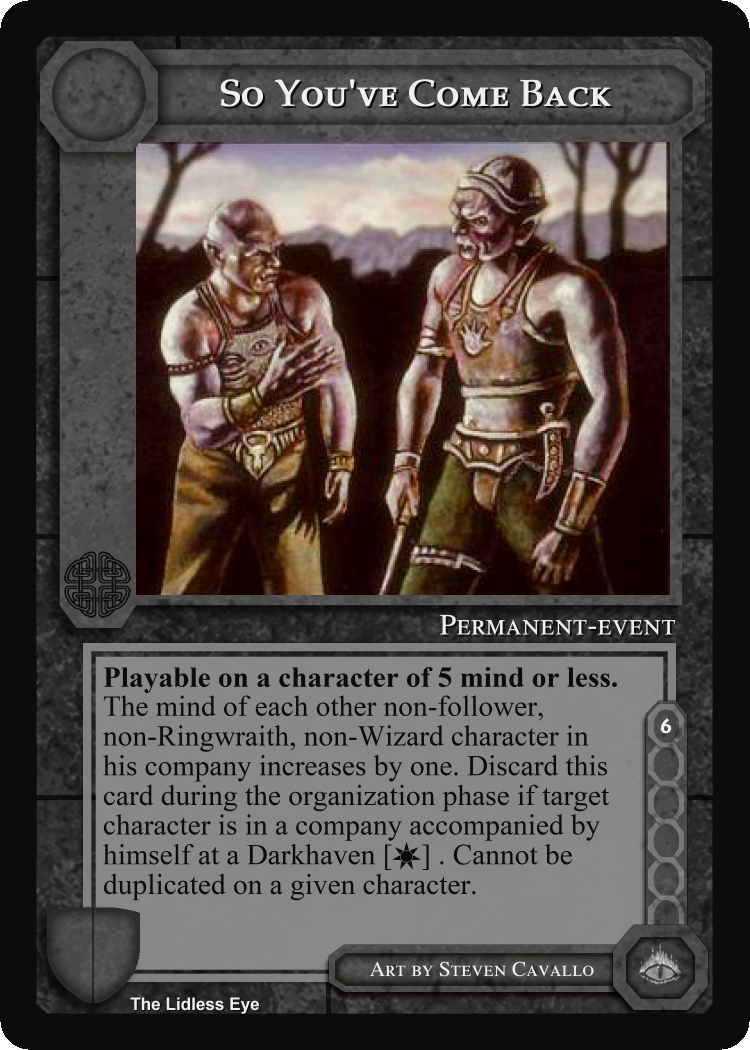 So You've Come Back
Permanent-event
Playable on a character of 5 mind or less.
The mind of each other non-follower,
non-Ringwraith, non-Wizard character in
his company increases by one. Discard this
card during the organization phase if target
character is in a company accompanied by
himself at a Darkhaven [✷] . Cannot be
duplicated on a given character.
6
Art by Steven Cavallo
The Lidless Eye